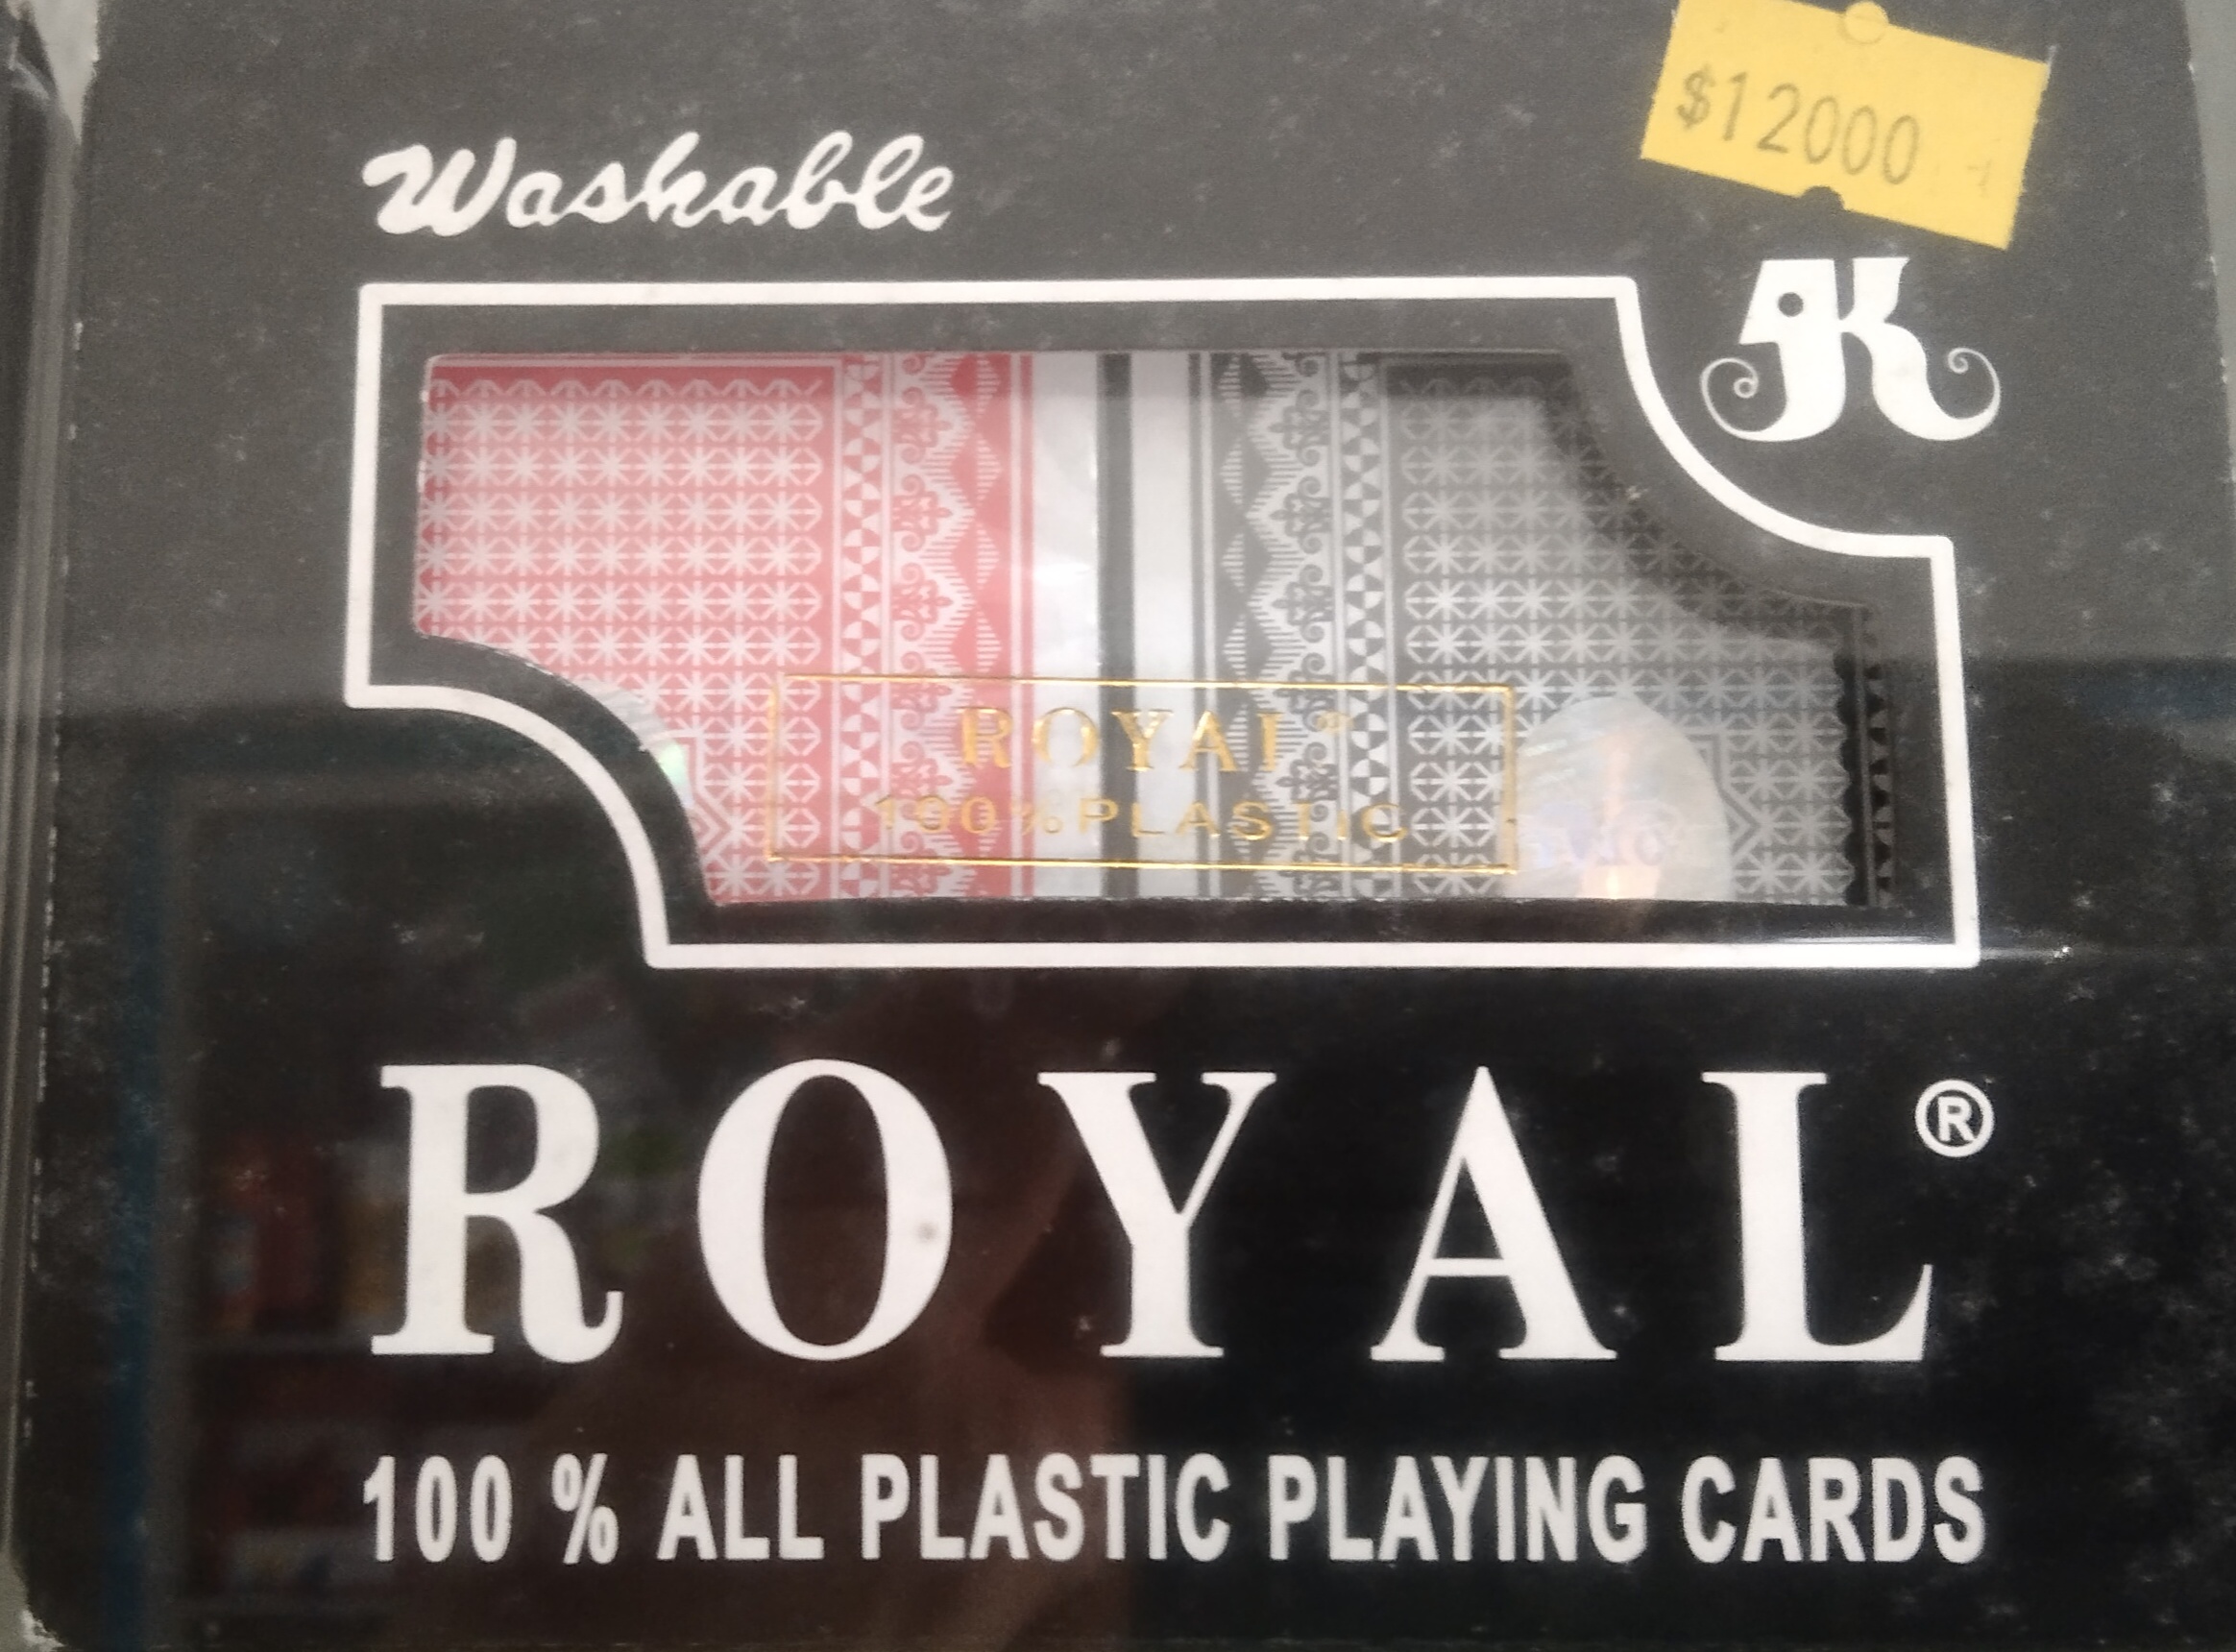 $12000
Washable
K
ROYAL®
100% PLASTIC
ROYAL®
100 % ALL PLASTIC PLAYING CARDS